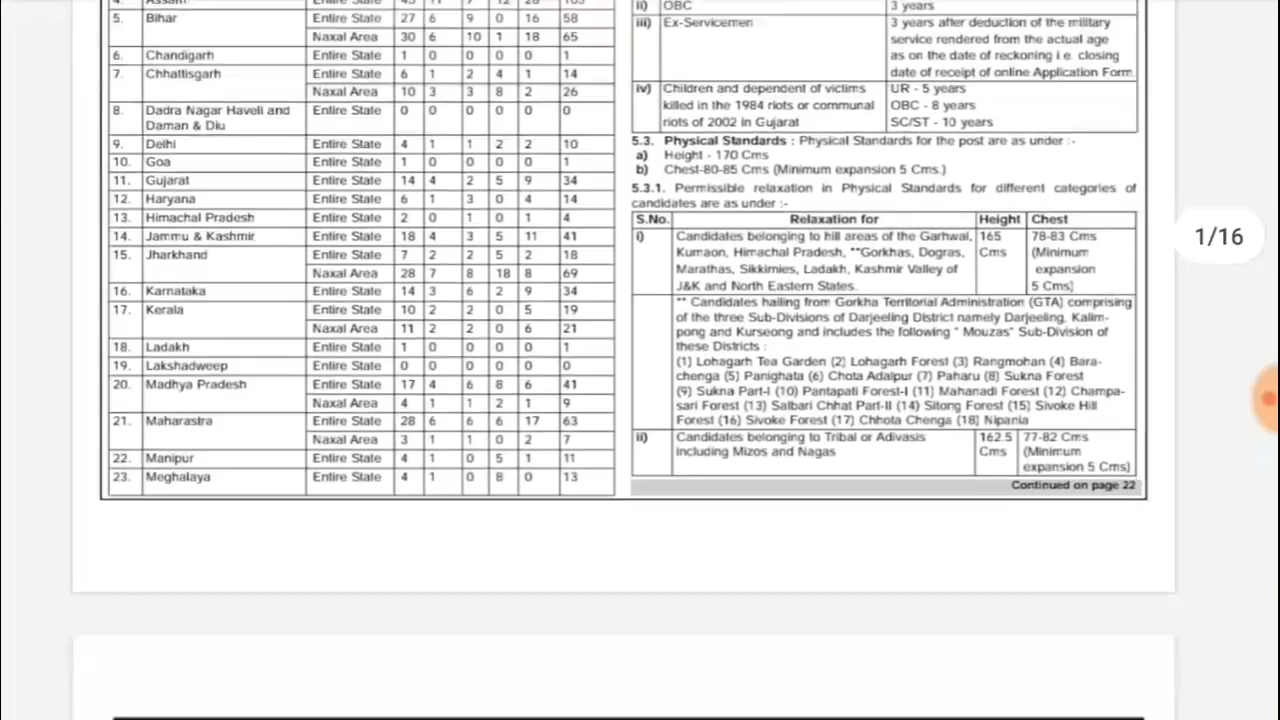 4. Assam Entire State 43 11 7 12 28
5. Bihar Entire State 27 6 9 0 16 58
Naxal Area 30 6 10 1 18 65
6. Chandigarh Entire State 1 0 0 0 0 1
7. Chhattisgarh Entire State 6 1 2 4 1 14
Naxal Area 10 3 3 8 2 26
8. Dadra Nagar Haveli and Entire State 0 0 0 0 0 0
Daman & Diu
9. Delhi Entire State 4 1 1 2 2 10
10. Goa Entire State 1 0 0 0 0 1
11. Gujarat Entire State 14 4 2 5 9 34
12. Haryana Entire State 6 1 3 0 4 14
13. Himachal Pradesh Entire State 2 0 1 0 1 4
14. Jammu & Kashmir Entire State 18 4 3 5 11 41
15. Jharkhand Entire State 7 2 2 5 2 18
Naxal Area 28 7 8 18 8 69
16. Karnataka Entire State 14 3 6 2 9 34
17. Kerala Entire State 10 2 2 0 5 19
Naxal Area 11 2 2 0 6 21
18. Ladakh Entire State 1 0 0 0 0 1
19. Lakshadweep Entire State 0 0 0 0 0 0
20. Madhya Pradesh Entire State 17 4 6 8 6 41
Naxal Area 4 1 1 2 1 9
21. Maharastra Entire State 28 6 6 6 17 63
Naxal Area 3 1 1 0 2 7
22. Manipur Entire State 4 1 0 5 1 11
23. Meghalaya Entire State 4 1 0 8 0 13
ii) OBC 3 years
iii) Ex-Servicemen 3 years after deduction of the military
service rendered from the actual age
as on the date of reckoning i.e. closing
date of receipt of online Application Form.
iv) Children and dependent of victims UR - 5 years
killed in the 1984 riots or communal OBC - 8 years
riots of 2002 in Gujarat SC/ST - 10 years
5.3. Physical Standards : Physical Standards for the post are as under :-
a) Height - 170 Cms
b) Chest-80-85 Cms (Minimum expansion 5 Cms.)
5.3.1. Permissible relaxation in Physical Standards for different categories of
candidates are as under :-
S.No. Relaxation for Height Chest
i) Candidates belonging to hill areas of the Garhwal, 165 78-83 Cms
Kumaon, Himachal Pradesh, **Gorkhas, Dogras, Cms (Minimum
Marathas, Sikkimies, Ladakh, Kashmir Valley of expansion
J&K and North Eastern States. 5 Cms)
** Candidates hailing from Gorkha Territorial Administration (GTA) comprising
of the three Sub-Divisions of Darjeeling District namely Darjeeling, Kalim-
pong and Kurseong and includes the following " Mouzas" Sub-Division of
these Districts :
(1) Lohagarh Tea Garden (2) Lohagarh Forest (3) Rangmohan (4) Bara-
chenga (5) Panighata (6) Chota Adalpur (7) Paharu (8) Sukna Forest
(9) Sukna Part-I (10) Pantapati Forest-I (11) Mahanadi Forest (12) Champa-
sari Forest (13) Salbari Chhat Part-II (14) Sitong Forest (15) Sivoke Hill
Forest (16) Sivoke Forest (17) Chhota Chenga (18) Nipania
ii) Candidates belonging to Tribal or Adivasis 162.5 77-82 Cms
including Mizos and Nagas Cms (Minimum
expansion 5 Cms)
Continued on page 22
1/16